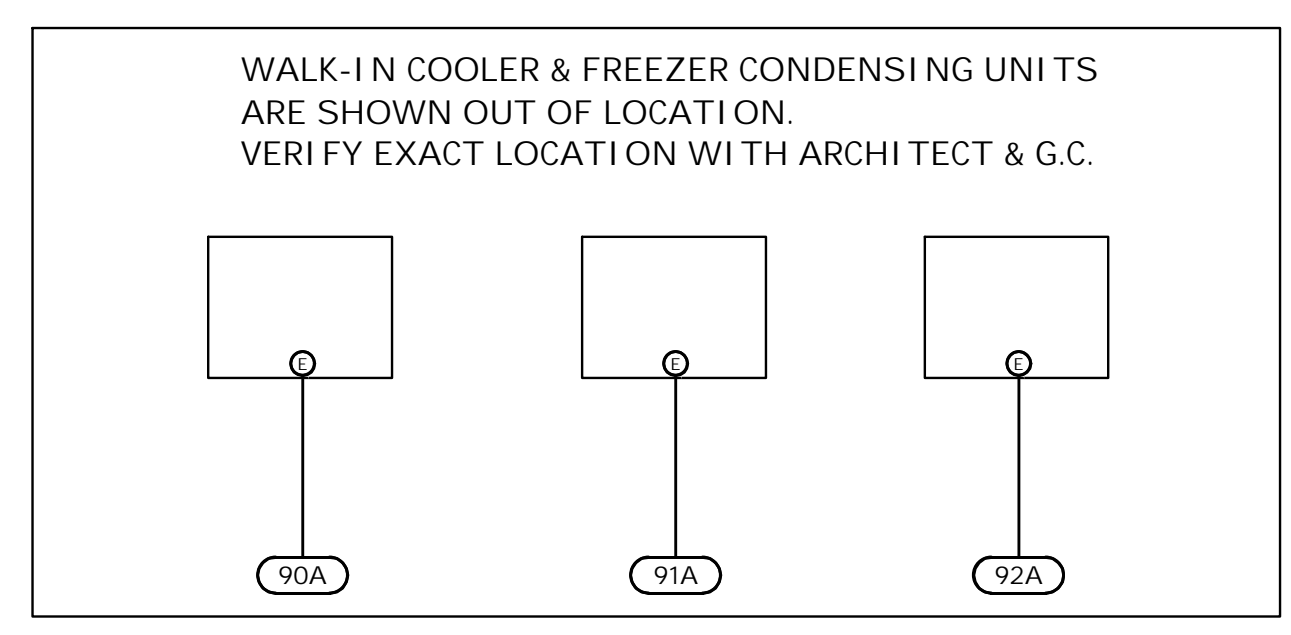 WALK-IN COOLER & FREEZER CONDENSING UNITS
ARE SHOWN OUT OF LOCATION.
VERIFY EXACT LOCATION WITH ARCHITECT & G.C.
E E E
90A 91A 92A